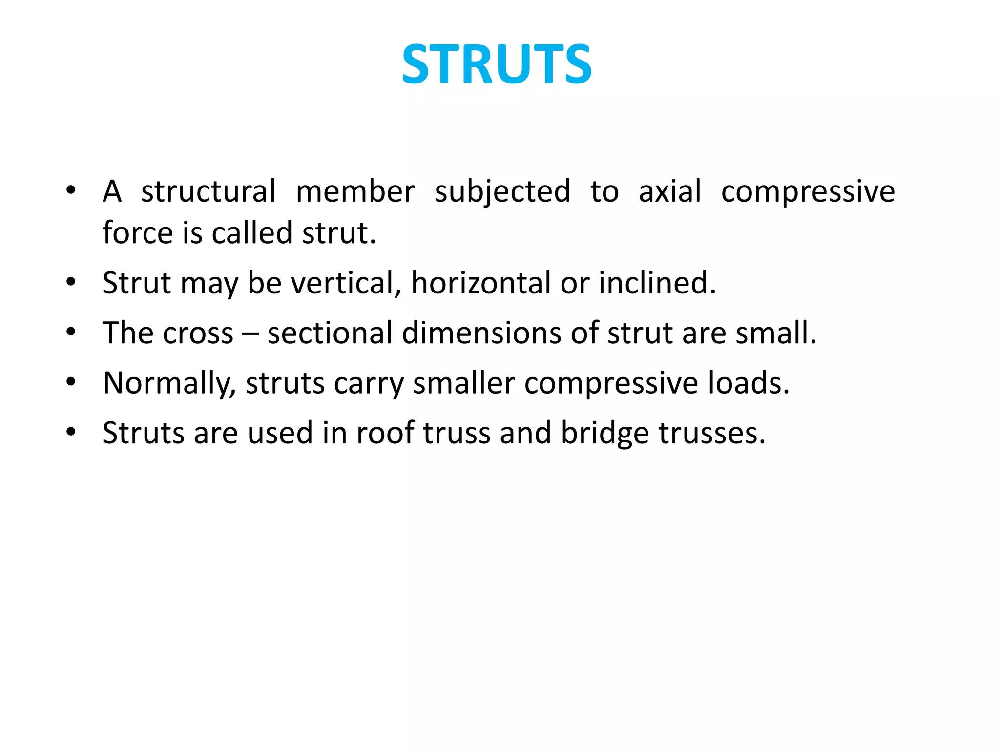 STRUTS
• A structural member subjected to axial compressive
force is called strut.
• Strut may be vertical, horizontal or inclined.
• The cross – sectional dimensions of strut are small.
• Normally, struts carry smaller compressive loads.
• Struts are used in roof truss and bridge trusses.